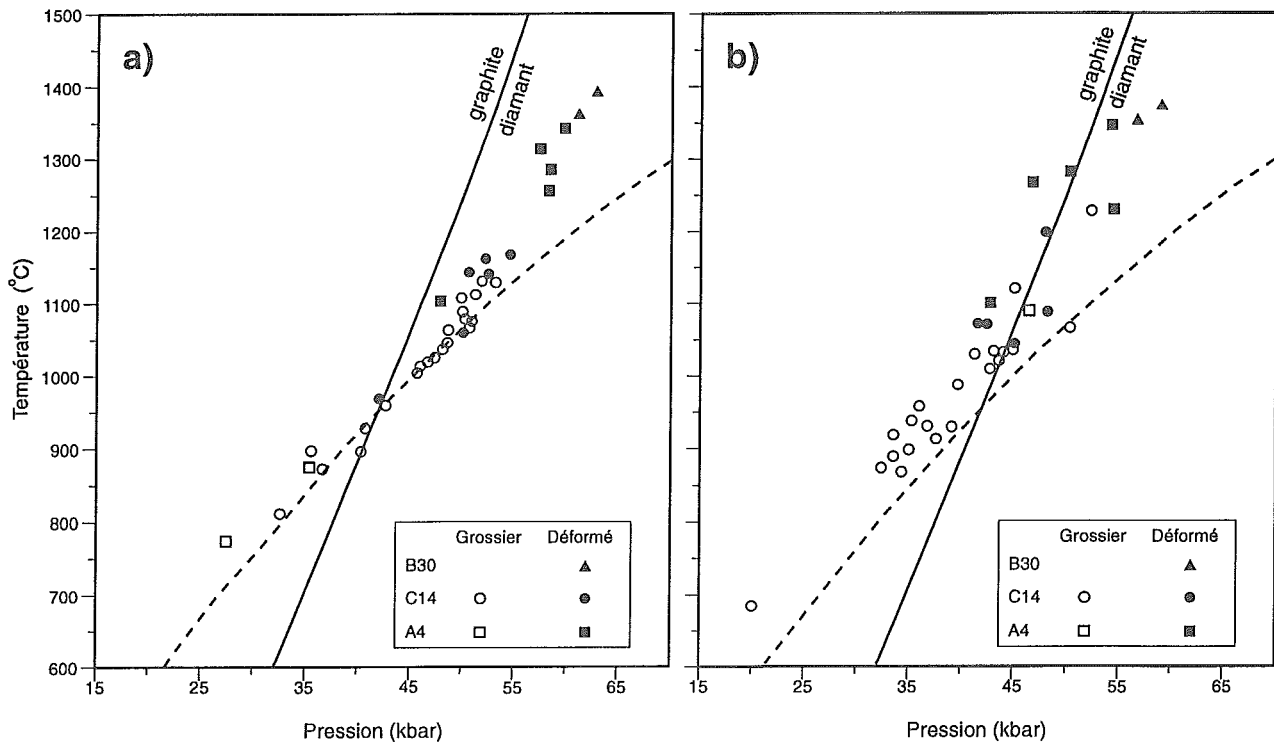 a)
graphite
diamant
1500
1400
1300
1200
1100
1000
900
800
700
600
Température (°C)
15
25
35
45
55
65
Pression (kbar)
Grossier Déformé
B30
C14
A4
b)
graphite
diamant
15
25
35
45
55
65
Pression (kbar)
Grossier Déformé
B30
C14
A4